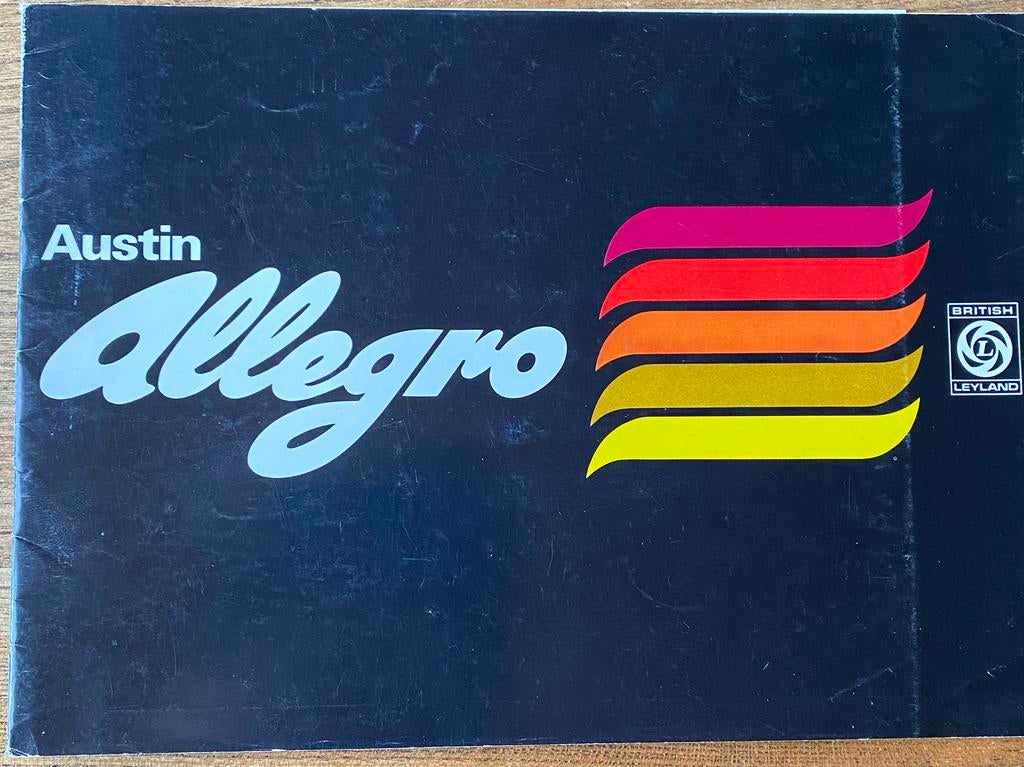 Austin
allegro
BRITISH
L
LEYLAND